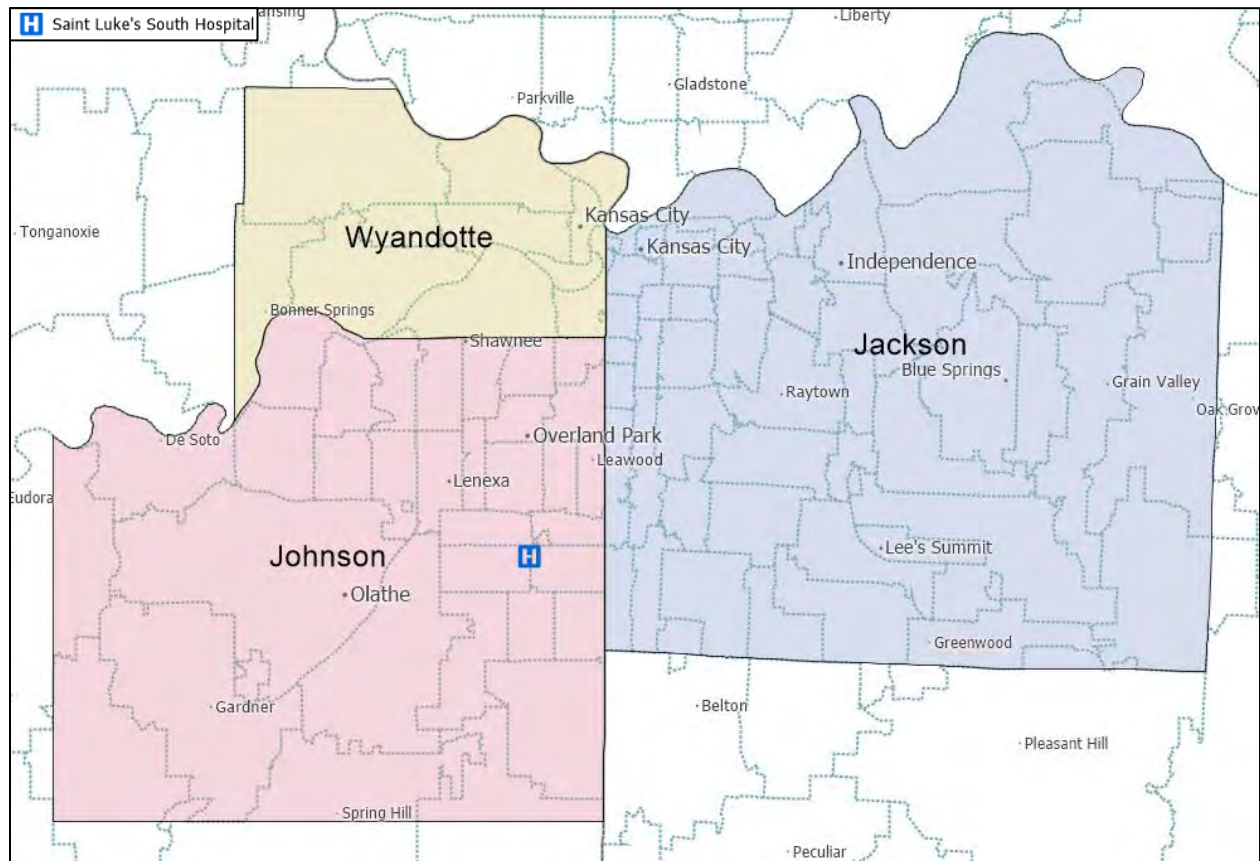 Saint Luke's South Hospital
Liberty
Gladstone
Parkville
Kansas City
Tonganoxie
Wyandotte
Kansas City
Independence
Bonner Springs
Shawnee
Jackson
Blue Springs
Grain Valley
Raytown
Oak Grov
De Soto
Overland Park
Leawood
Lenexa
Eudora
Johnson
Lee's Summit
Olathe
Greenwood
Gardner
Belton
Pleasant Hill
Spring Hill
Peculiar
H